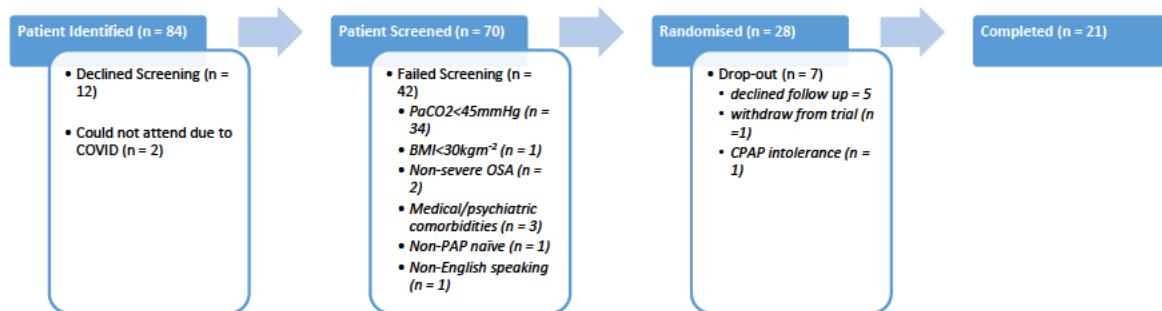 Patient Identified (n = 84)
• Declined Screening (n =
12)
• Could not attend due to
COVID (n = 2)
Patient Screened (n = 70)
• Failed Screening (n =
42)
• PaCO2<45mmHg (n =
34)
• BMI<30kgm⁻² (n = 1)
• Non-severe OSA (n =
2)
• Medical/psychiatric
comorbidities (n = 3)
• Non-PAP naïve (n = 1)
• Non-English speaking
(n = 1)
Randomised (n = 28)
• Drop-out (n = 7)
• declined follow up = 5
• withdraw from trial (n
=1)
• CPAP intolerance (n =
1)
Completed (n = 21)